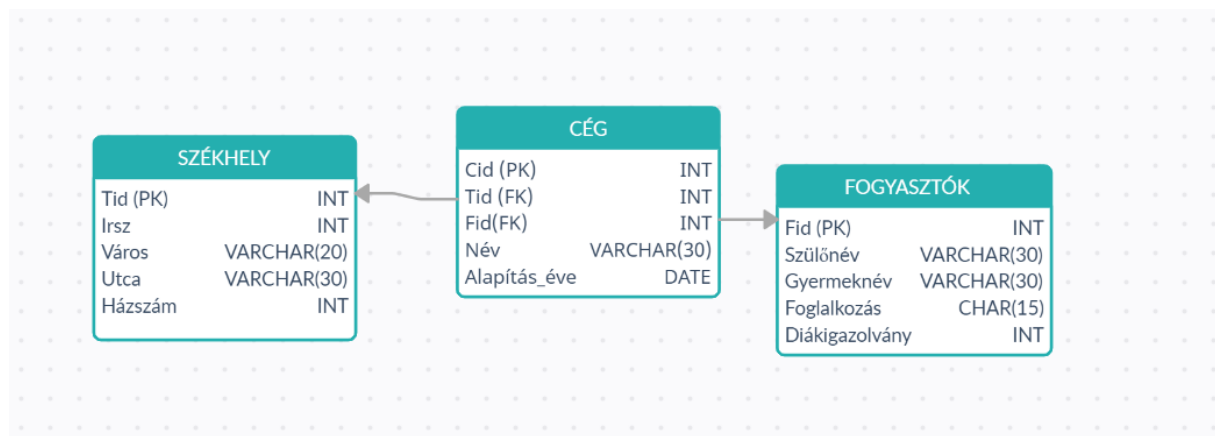 SZÉKHELY
Tid (PK) INT
Irsz INT
Város VARCHAR(20)
Utca VARCHAR(30)
Házszám INT
CÉG
Cid (PK) INT
Tid (FK) INT
Fid(FK) INT
Név VARCHAR(30)
Alapítás_éve DATE
FOGYASZTÓK
Fid (PK) INT
Szülőnév VARCHAR(30)
Gyermeknév VARCHAR(30)
Foglalkozás CHAR(15)
Diákigazolvány INT